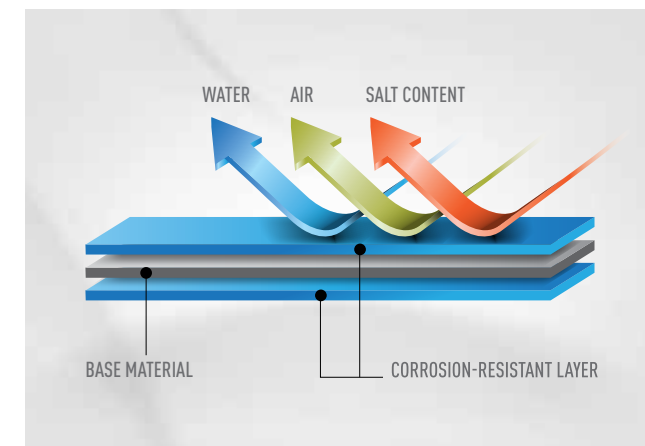 WATER
AIR
SALT CONTENT
BASE MATERIAL
CORROSION-RESISTANT LAYER